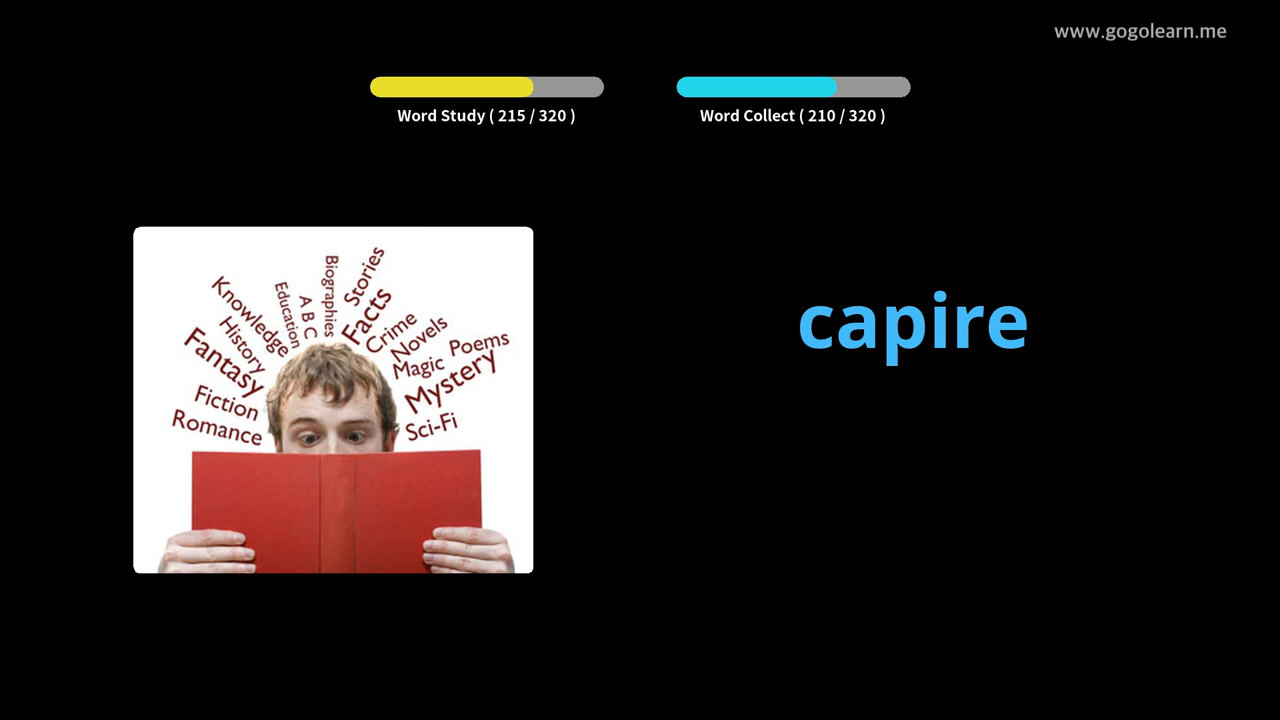 www.gogolearn.me
Word Study ( 215 / 320 )
Word Collect ( 210 / 320 )
capire
Romance
Fiction
Fantasy
History
Knowledge
Education
A B C
Biographies
Stories
Facts
Crime
Novels
Magic
Poems
Mystery
Sci-Fi